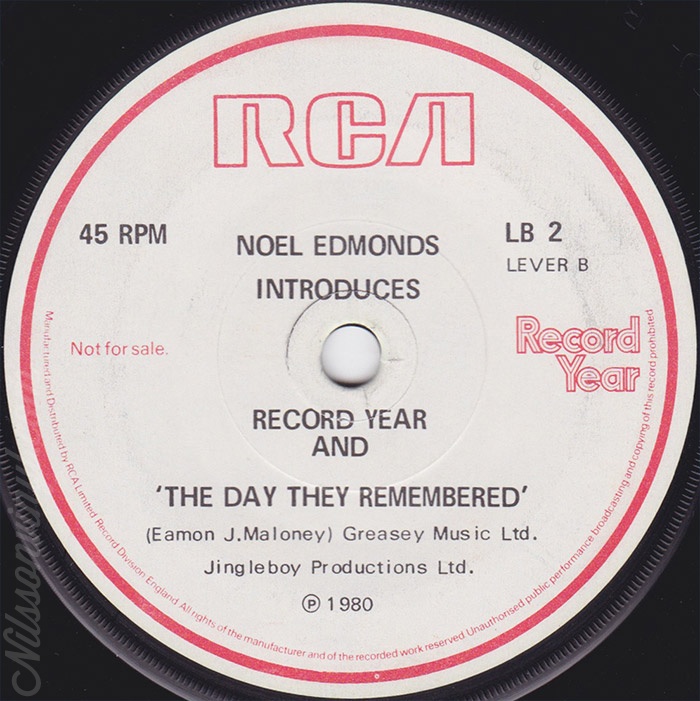 RCA
45 RPM
LB 2
LEVER B
NOEL EDMONDS
INTRODUCES
Not for sale.
Record
Year
RECORD YEAR
AND
'THE DAY THEY REMEMBERED'
(Eamon J.Maloney) Greasey Music Ltd.
Jingleboy Productions Ltd.
Ⓟ 1980
Manufactured and Distributed by RCA Limited Record Division England. All rights of the manufacturer and of the recorded work reserved Unauthorised public performance broadcasting and copying of this record prohibited